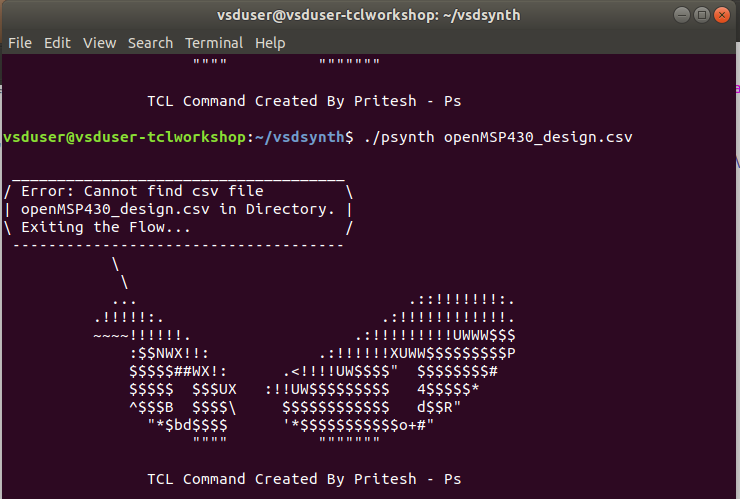 vsduser@vsduser-tclworkshop: ~/vsdsynth
File Edit View Search Terminal Help
                     """"          """""""
                TCL Command Created By Pritesh - Ps
vsduser@vsduser-tclworkshop:~/vsdsynth$ ./psynth openMSP430_design.csv
 _____________________________________
/ Error: Cannot find csv file         \
| openMSP430_design.csv in Directory. |
\ Exiting the Flow...                 /
 -------------------------------------
            \
             \
            ...                              .::!!!!!!!:.
          .!!!!!:.                        .:!!!!!!!!!!!!.
          ~~~~!!!!!!.                   .:!!!!!!!!!UWWW$$$
              :$$NWX!!:            .:!!!!!!XUWW$$$$$$$$$P
              $$$$$##WX!:      .<!!!!UW$$$$"  $$$$$$$$#
              $$$$$  $$$UX   :!!UW$$$$$$$$$   4$$$$$*
              ^$$$B  $$$$\     $$$$$$$$$$$$   d$$R"
                "*$bd$$$$      '*$$$$$$$$$$$o+#"
                     """"          """""""
                TCL Command Created By Pritesh - Ps